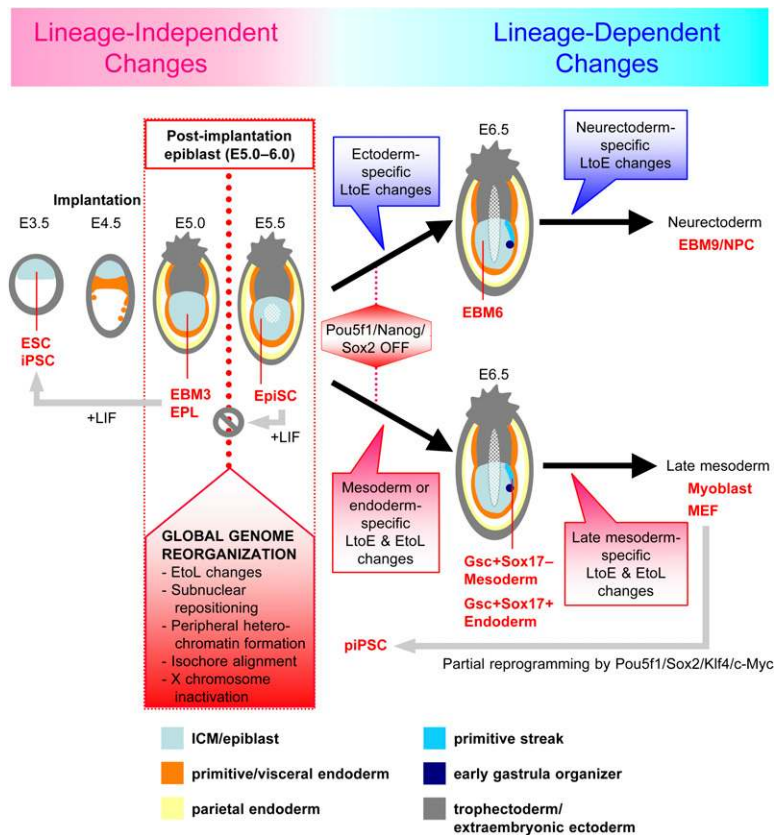 Lineage-Independent
Changes
Lineage-Dependent
Changes
Post-implantation
epiblast (E5.0–6.0)
Implantation
E3.5
E4.5
E5.0
E5.5
ESC
iPSC
+LIF
EBM3
EPL
EpiSC
+LIF
GLOBAL GENOME
REORGANIZATION
- EtoL changes
- Subnuclear
repositioning
- Peripheral hetero-
chromatin formation
- Isochore alignment
- X chromosome
inactivation
Ectoderm-
specific
LtoE changes
Pou5f1/Nanog/
Sox2 OFF
Mesoderm or
endoderm-
specific
LtoE & EtoL
changes
E6.5
EBM6
Neurectoderm-
specific
LtoE changes
Neurectoderm
EBM9/NPC
E6.5
Gsc+Sox17–
Mesoderm
Gsc+Sox17+
Endoderm
Late mesoderm-
specific
LtoE & EtoL
changes
Late mesoderm
Myoblast
MEF
piPSC
Partial reprogramming by Pou5f1/Sox2/Klf4/c-Myc
ICM/epiblast
primitive/visceral endoderm
parietal endoderm
primitive streak
early gastrula organizer
trophectoderm/
extraembryonic ectoderm